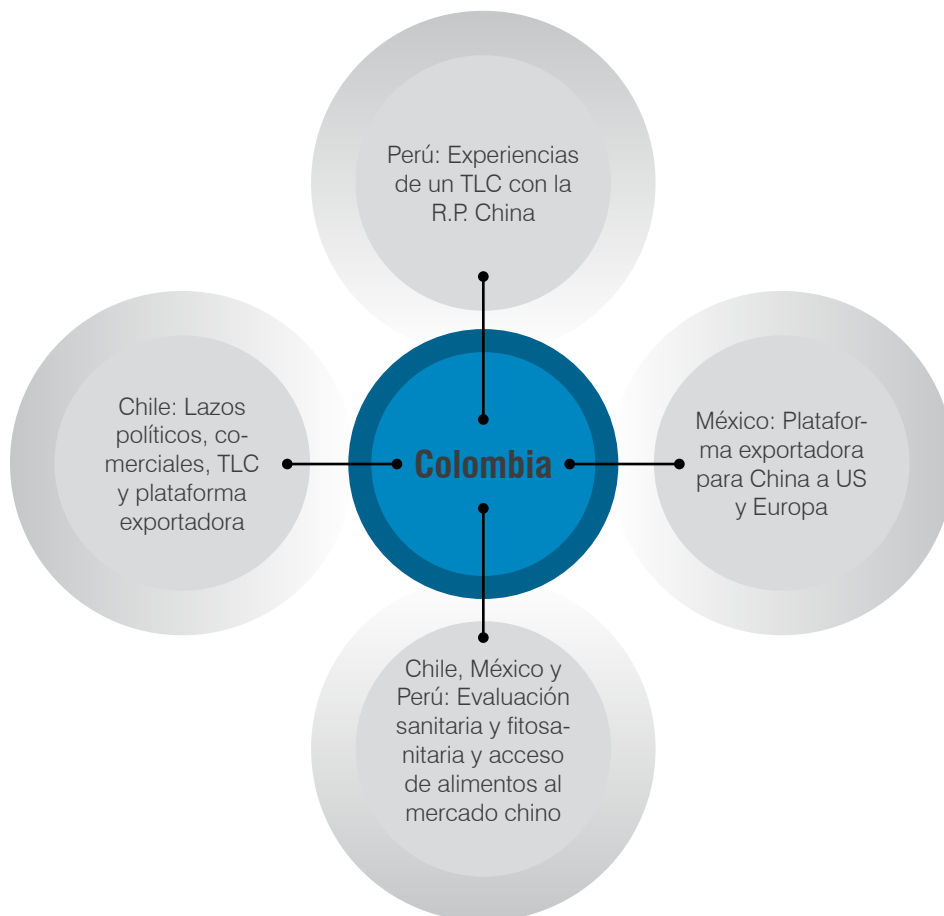 Perú: Experiencias
de un TLC con la
R.P. China
Chile: Lazos
políticos, co-
merciales, TLC
y plataforma
exportadora
Colombia
México: Platafor-
ma exportadora
para China a US
y Europa
Chile, México y
Perú: Evaluación
sanitaria y fitosa-
nitaria y acceso
de alimentos al
mercado chino